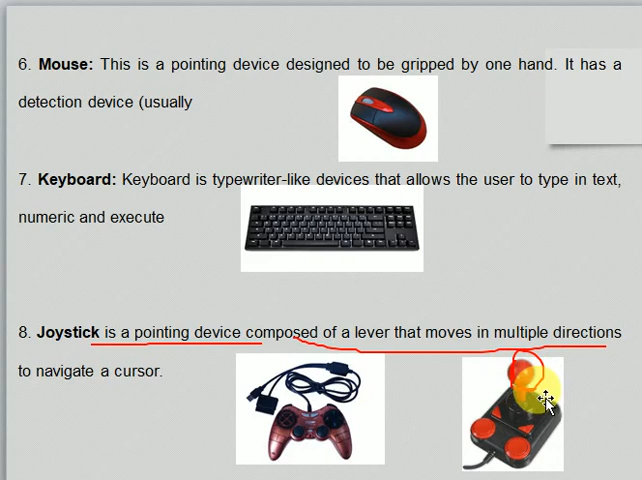 6. Mouse: This is a pointing device designed to be gripped by one hand. It has a
detection device (usually
7. Keyboard: Keyboard is typewriter-like devices that allows the user to type in text,
numeric and execute
8. Joystick is a pointing device composed of a lever that moves in multiple directions
to navigate a cursor.